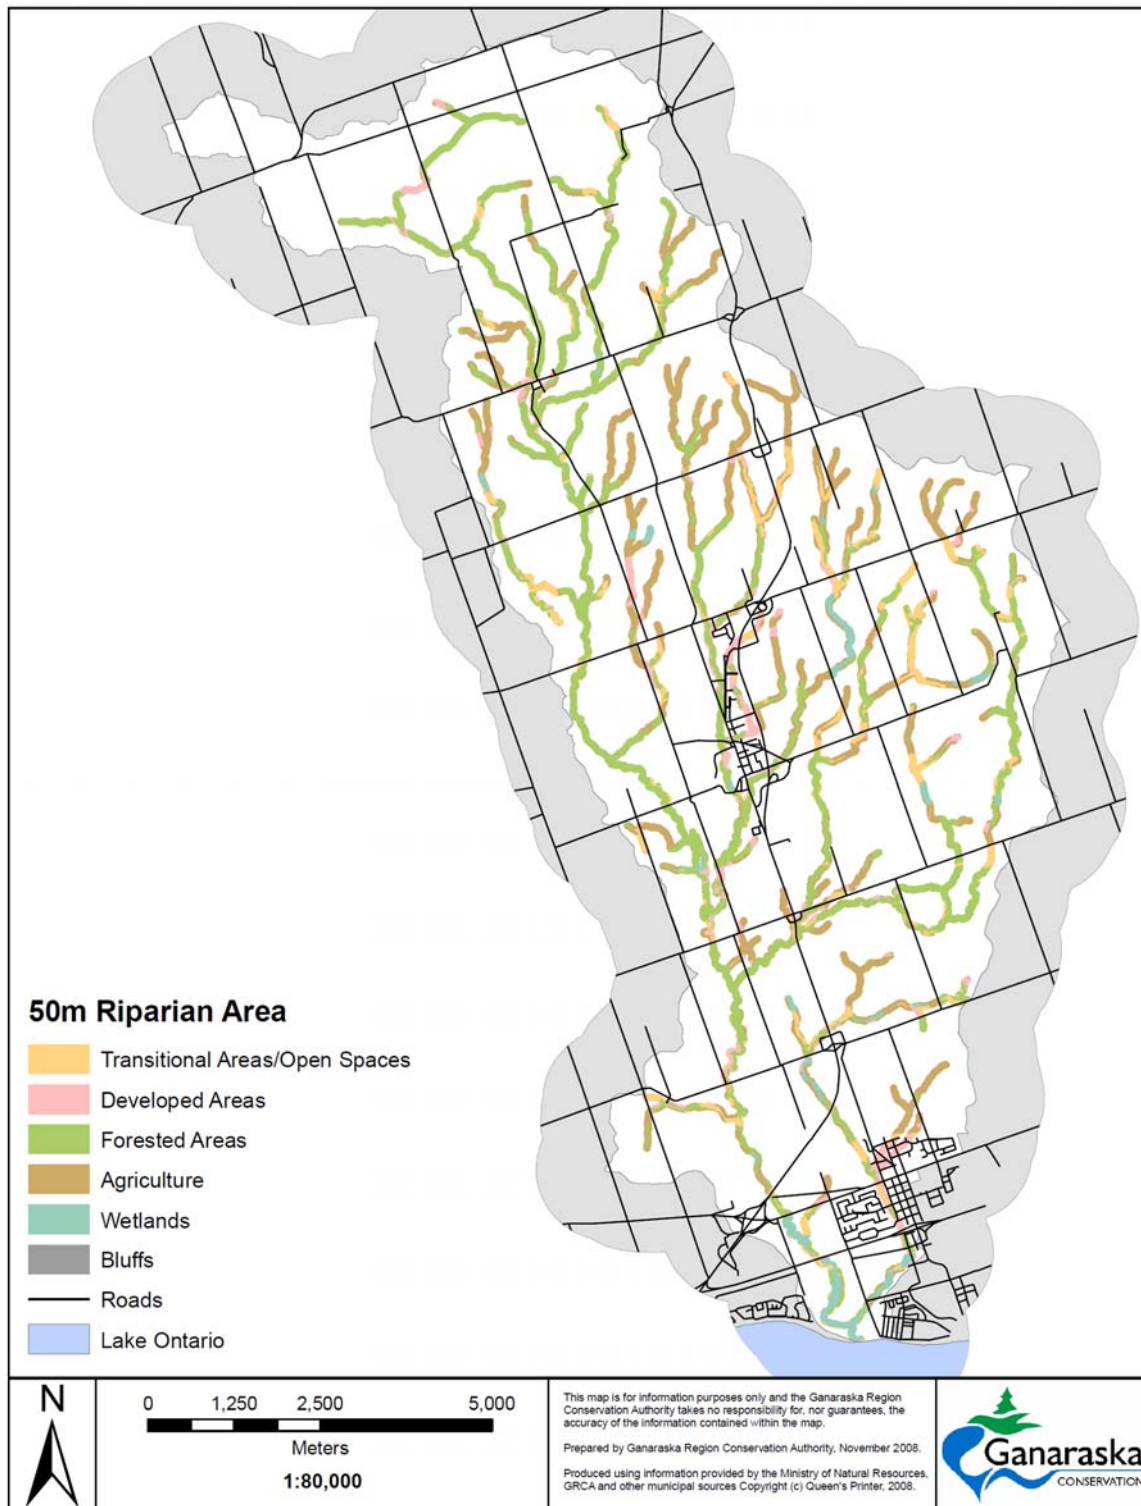 50m Riparian Area
Transitional Areas/Open Spaces
Developed Areas
Forested Areas
Agriculture
Wetlands
Bluffs
Roads
Lake Ontario
N
0 1,250 2,500 5,000
Meters
1:80,000
This map is for information purposes only and the Ganaraska Region
Conservation Authority takes no responsibility for, nor guarantees, the
accuracy of the information contained within the map.
Prepared by Ganaraska Region Conservation Authority, November 2008.
Produced using information provided by the Ministry of Natural Resources,
GRCA and other municipal sources Copyright (c) Queen's Printer, 2008.
Ganaraska
CONSERVATION